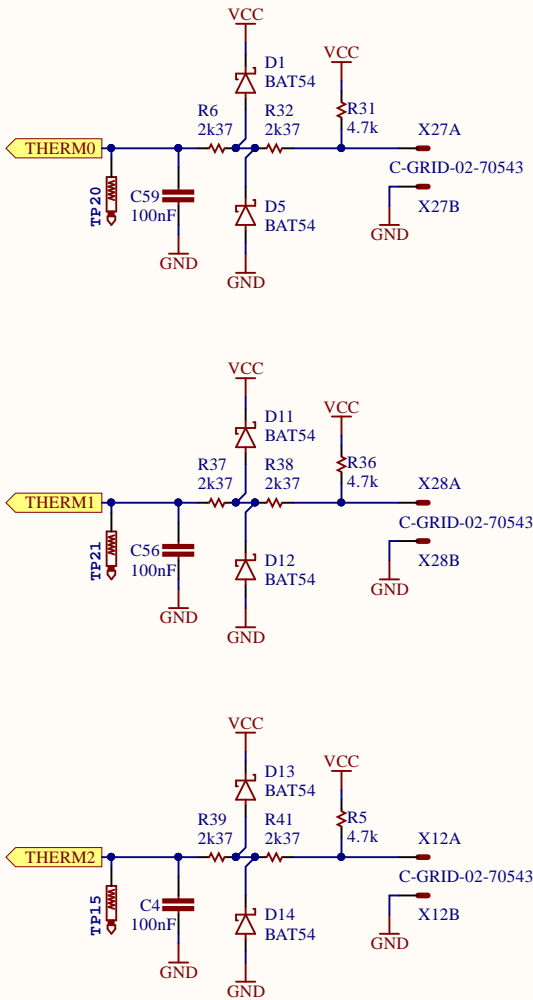 VCC
D1
BAT54
VCC
R6
2k37
R32
2k37
R31
4.7k
X27A
THERM0
C-GRID-02-70543
TP20
C59
100nF
D5
BAT54
X27B
GND
GND
GND
VCC
D11
BAT54
VCC
R37
2k37
R38
2k37
R36
4.7k
X28A
THERM1
C-GRID-02-70543
TP21
C56
100nF
D12
BAT54
X28B
GND
GND
GND
VCC
D13
BAT54
VCC
R39
2k37
R41
2k37
R5
4.7k
X12A
THERM2
C-GRID-02-70543
TP15
C4
100nF
D14
BAT54
X12B
GND
GND
GND